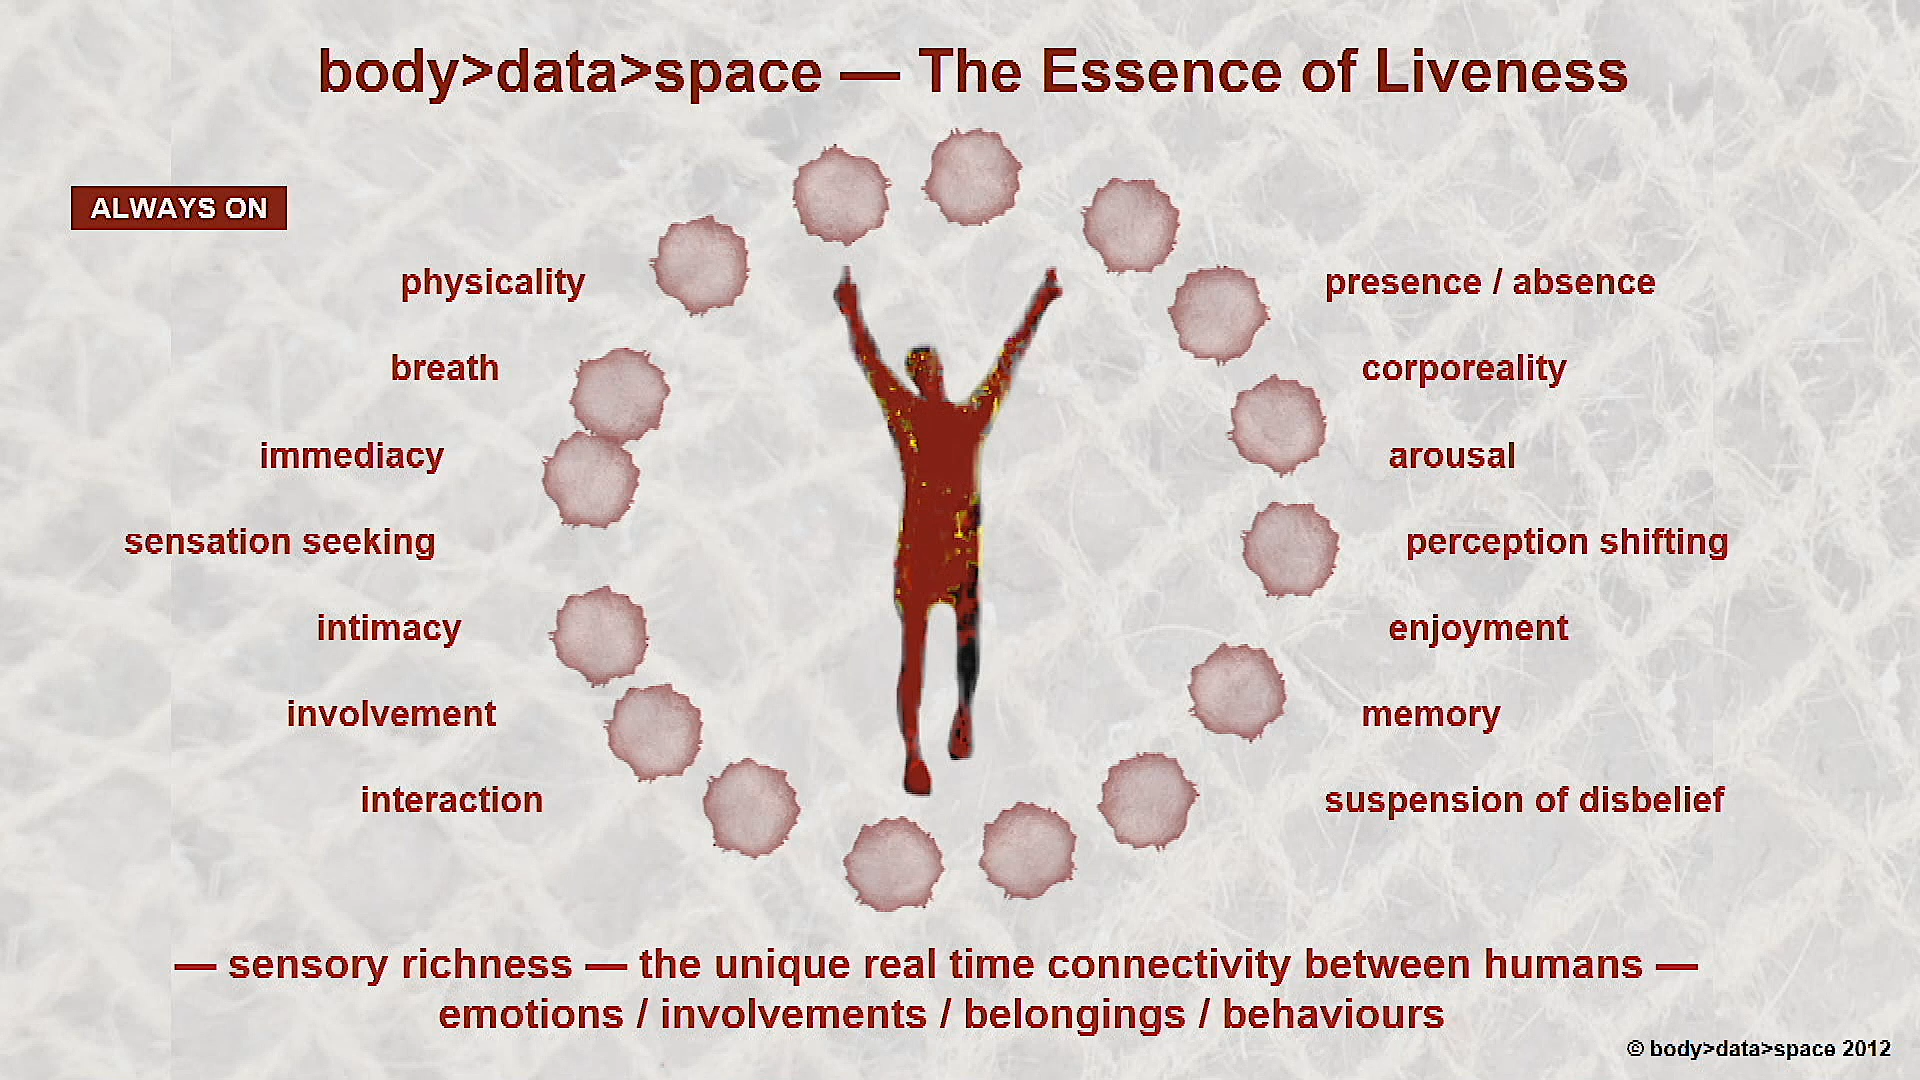 body>data>space — The Essence of Liveness
ALWAYS ON
physicality
breath
immediacy
sensation seeking
intimacy
involvement
interaction
presence / absence
corporeality
arousal
perception shifting
enjoyment
memory
suspension of disbelief
— sensory richness — the unique real time connectivity between humans —
emotions / involvements / belongings / behaviours
© body>data>space 2012